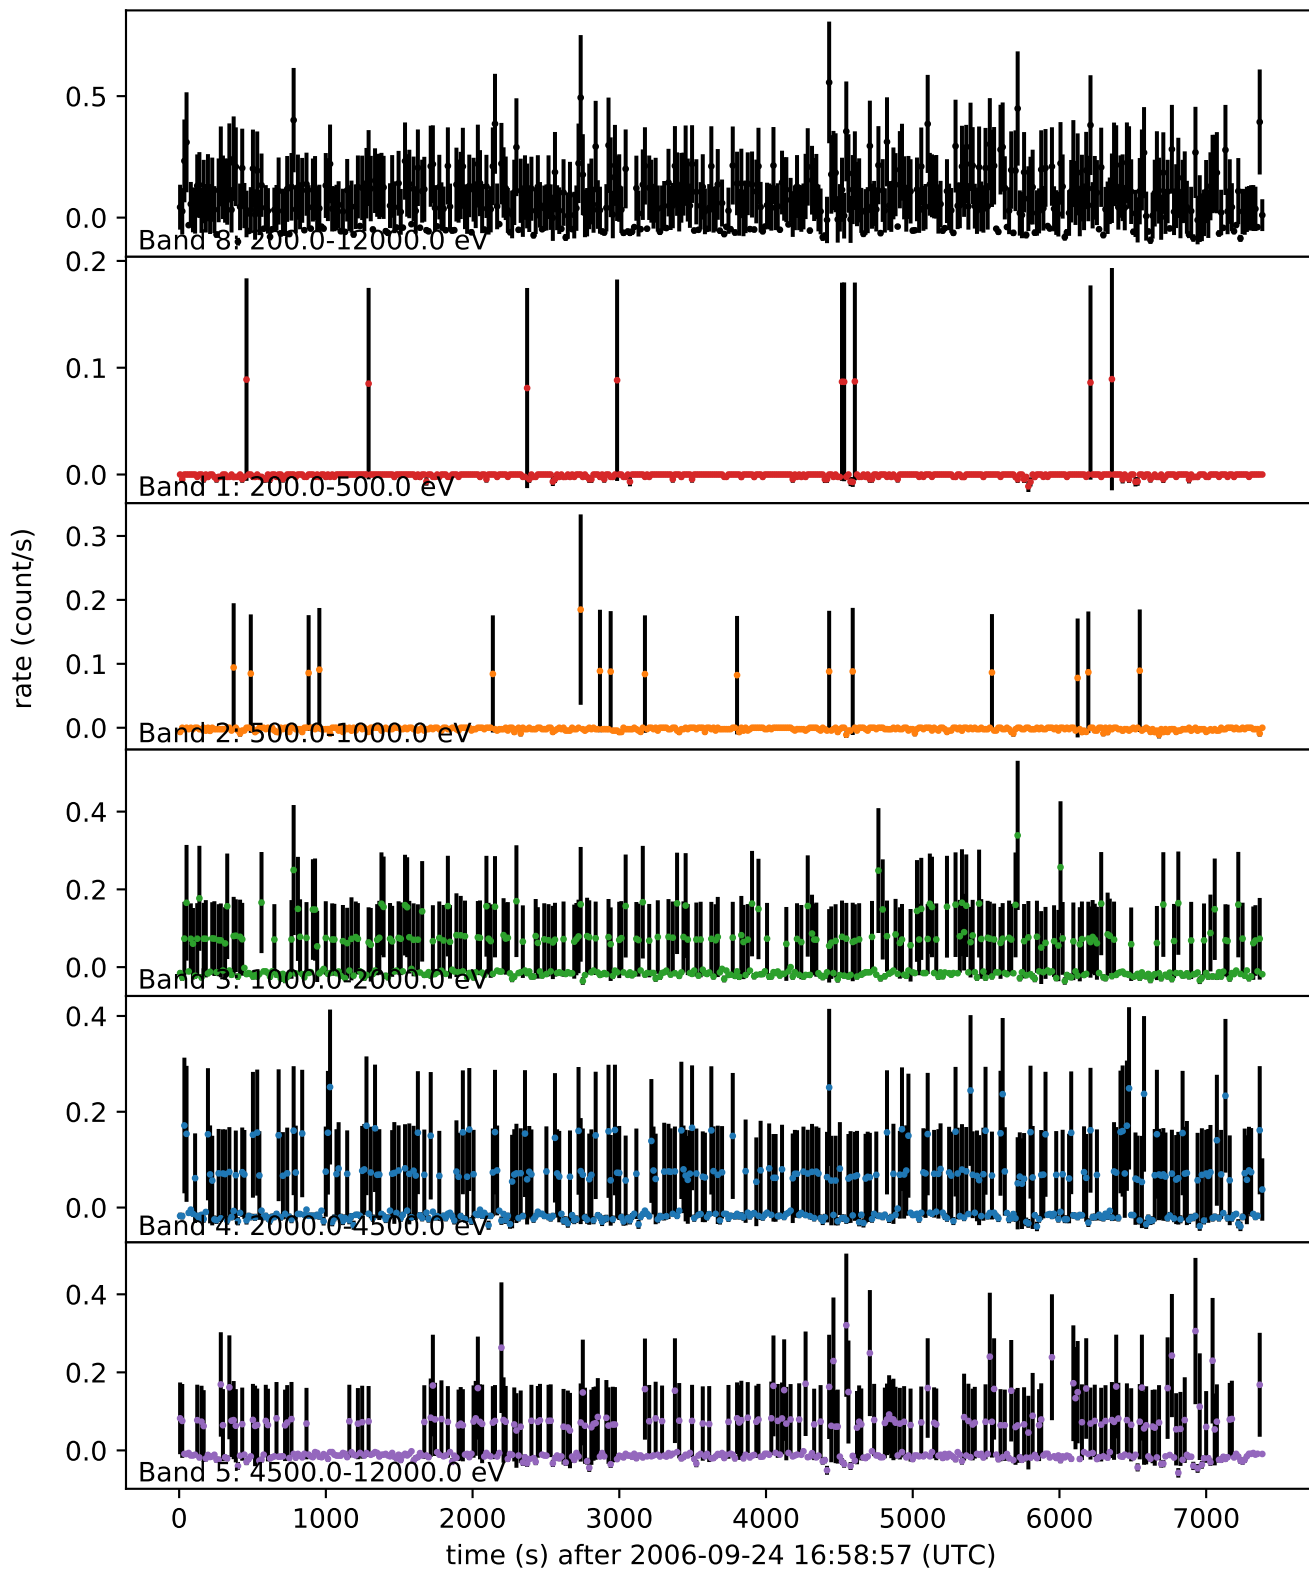 0.5
0.0
Band 8: 200.0-12000.0 eV
0.2
0.1
0.0
Band 1: 200.0-500.0 eV
0.3
0.2
0.1
0.0
Band 2: 500.0-1000.0 eV
0.4
0.2
0.0
Band 3: 1000.0-2000.0 eV
0.4
0.2
0.0
Band 4: 2000.0-4500.0 eV
0.4
0.2
0.0
Band 5: 4500.0-12000.0 eV
rate (count/s)
0 1000 2000 3000 4000 5000 6000 7000
time (s) after 2006-09-24 16:58:57 (UTC)